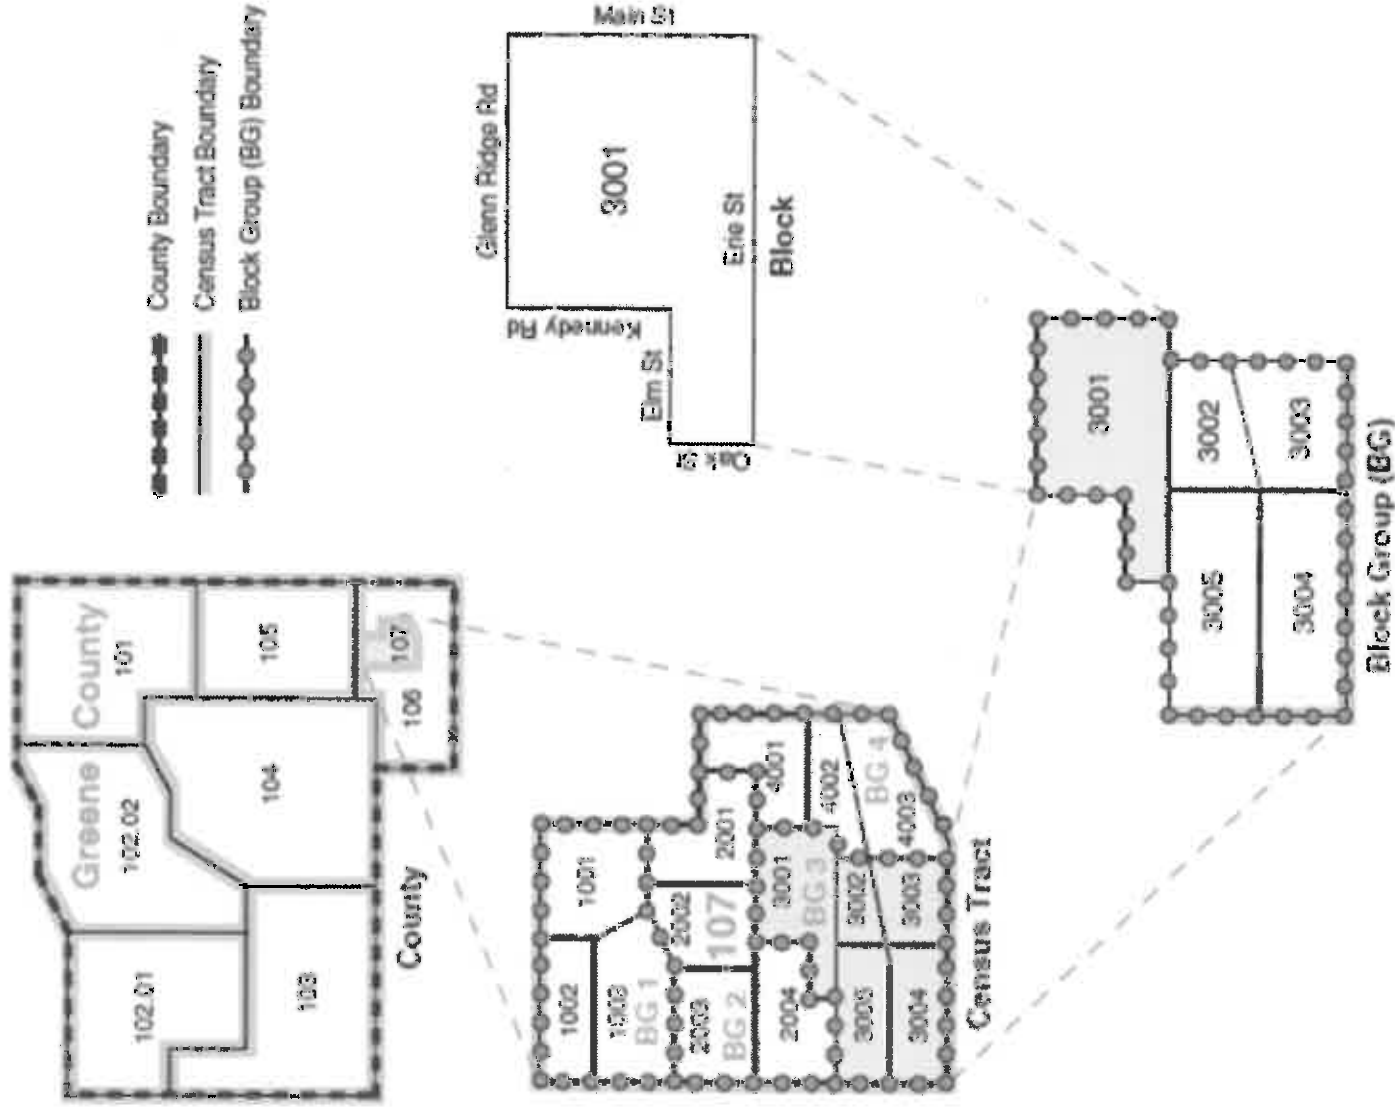 County Boundary
Census Tract Boundary
Block Group (BG) Boundary
Greene County
101
102.02
102.01
103
104
105
106
107
County
1001
1002
1003
BG 1
2001
2002
2003
BG 2
2004
107
3001
BG 3
3002
3003
3005
3004
4001
4002
BG 4
4003
Census Tract
3001
3002
3003
3005
3004
Block Group (BG)
Main St
Glenn Ridge Rd
3001
Kennedy Rd
Elm St
Oak St
Erie St
Block